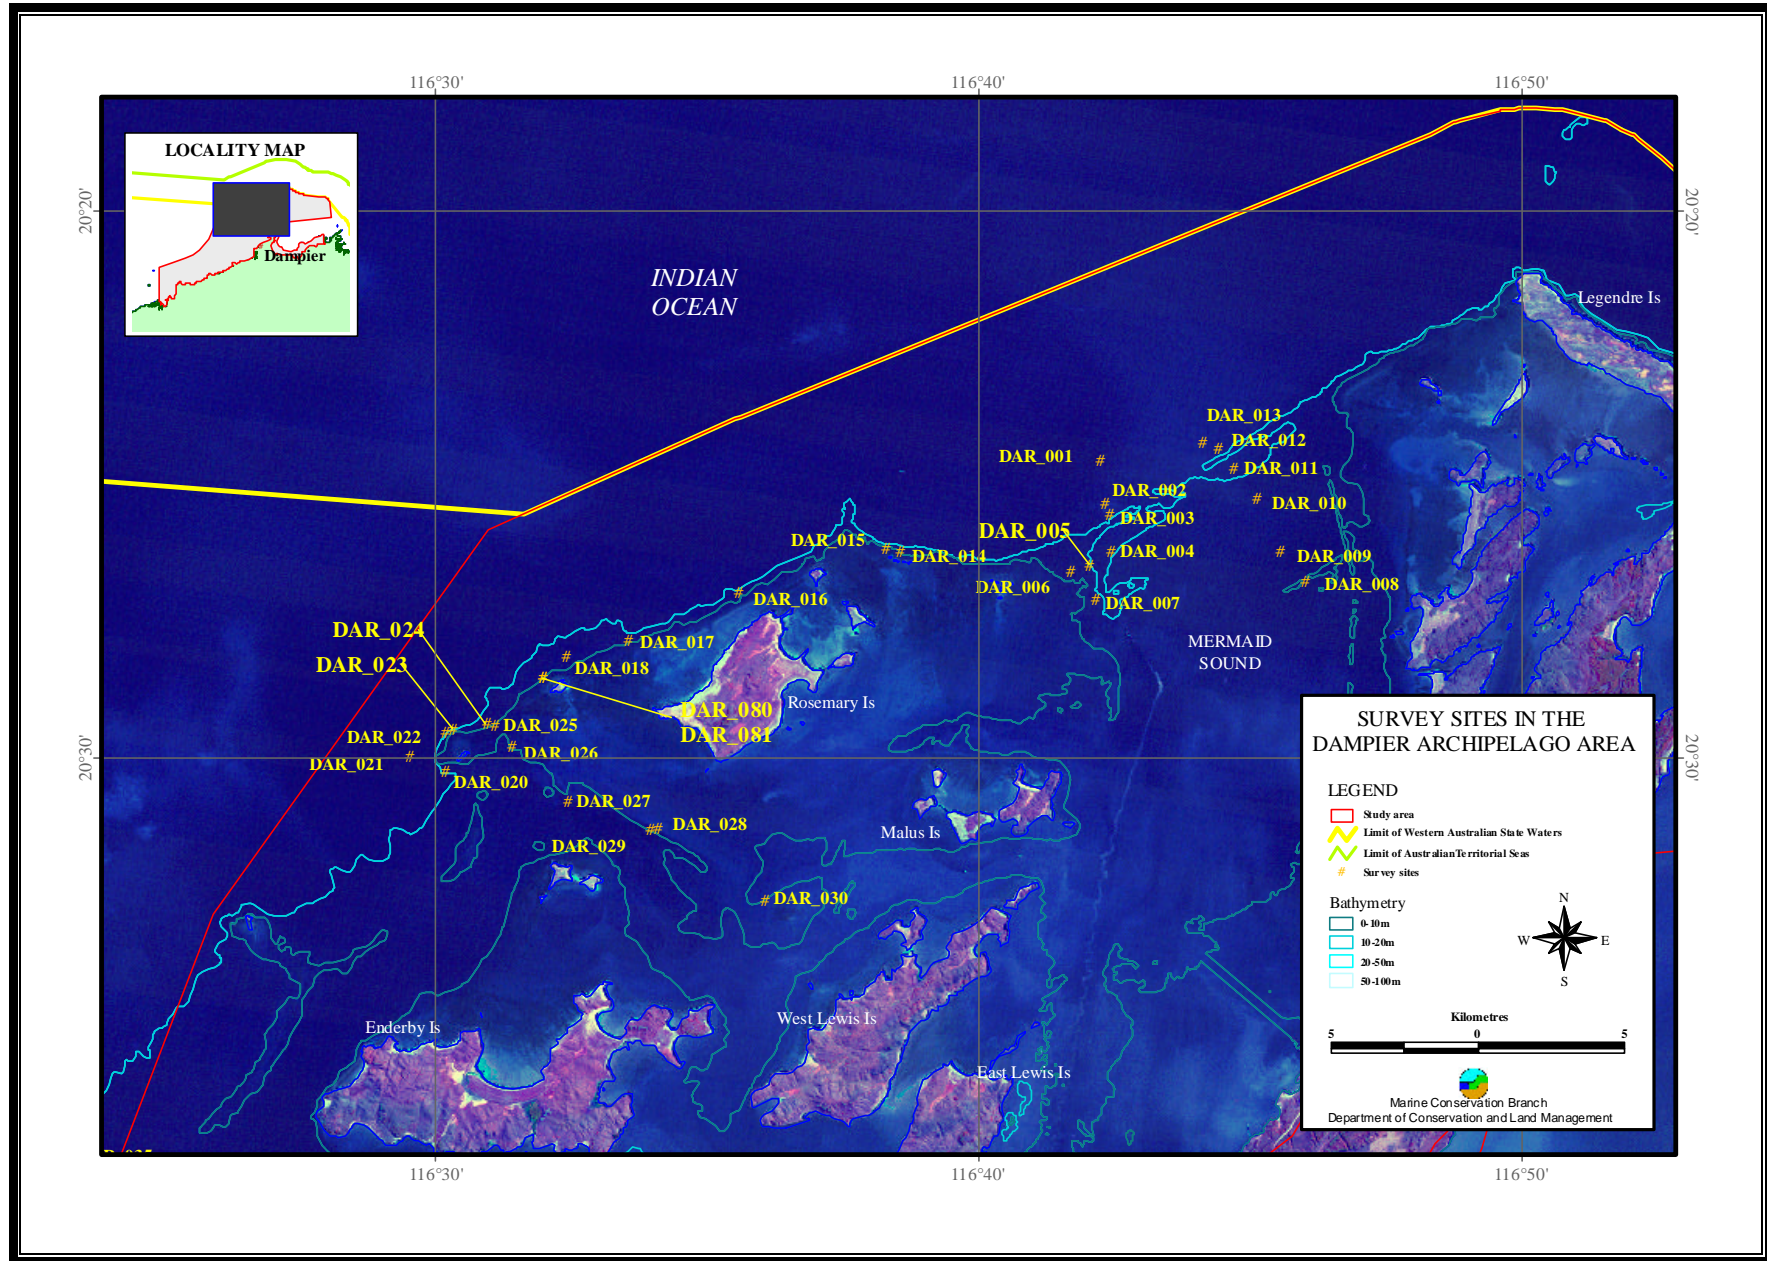 116°30'
116°40'
116°50'
LOCALITY MAP
Dampier
20°20'
20°20'
INDIAN
OCEAN
Legendre Is
DAR_013
DAR_012
DAR_001
DAR_011
DAR_002
DAR_010
DAR_003
DAR_005
DAR_015
DAR_014
DAR_004
DAR_009
DAR_008
DAR_006
DAR_016
DAR_007
DAR_024
DAR_017
MERMAID
SOUND
DAR_023
DAR_018
Rosemary Is
DAR_080
DAR_081
DAR_025
DAR_022
DAR_026
DAR_021
20°30'
20°30'
DAR_020
DAR_027
DAR_028
Malus Is
DAR_029
DAR_030
Enderby Is
West Lewis Is
East Lewis Is
SURVEY SITES IN THE
DAMPIER ARCHIPELAGO AREA
LEGEND
Study area
Limit of Western Australian State Waters
Limit of Australian Territorial Seas
# Survey sites
Bathymetry
0-10m
10-20m
20-50m
50-100m
N
W E
S
Kilometres
5 0 5
Marine Conservation Branch
Department of Conservation and Land Management
116°30'
116°40'
116°50'